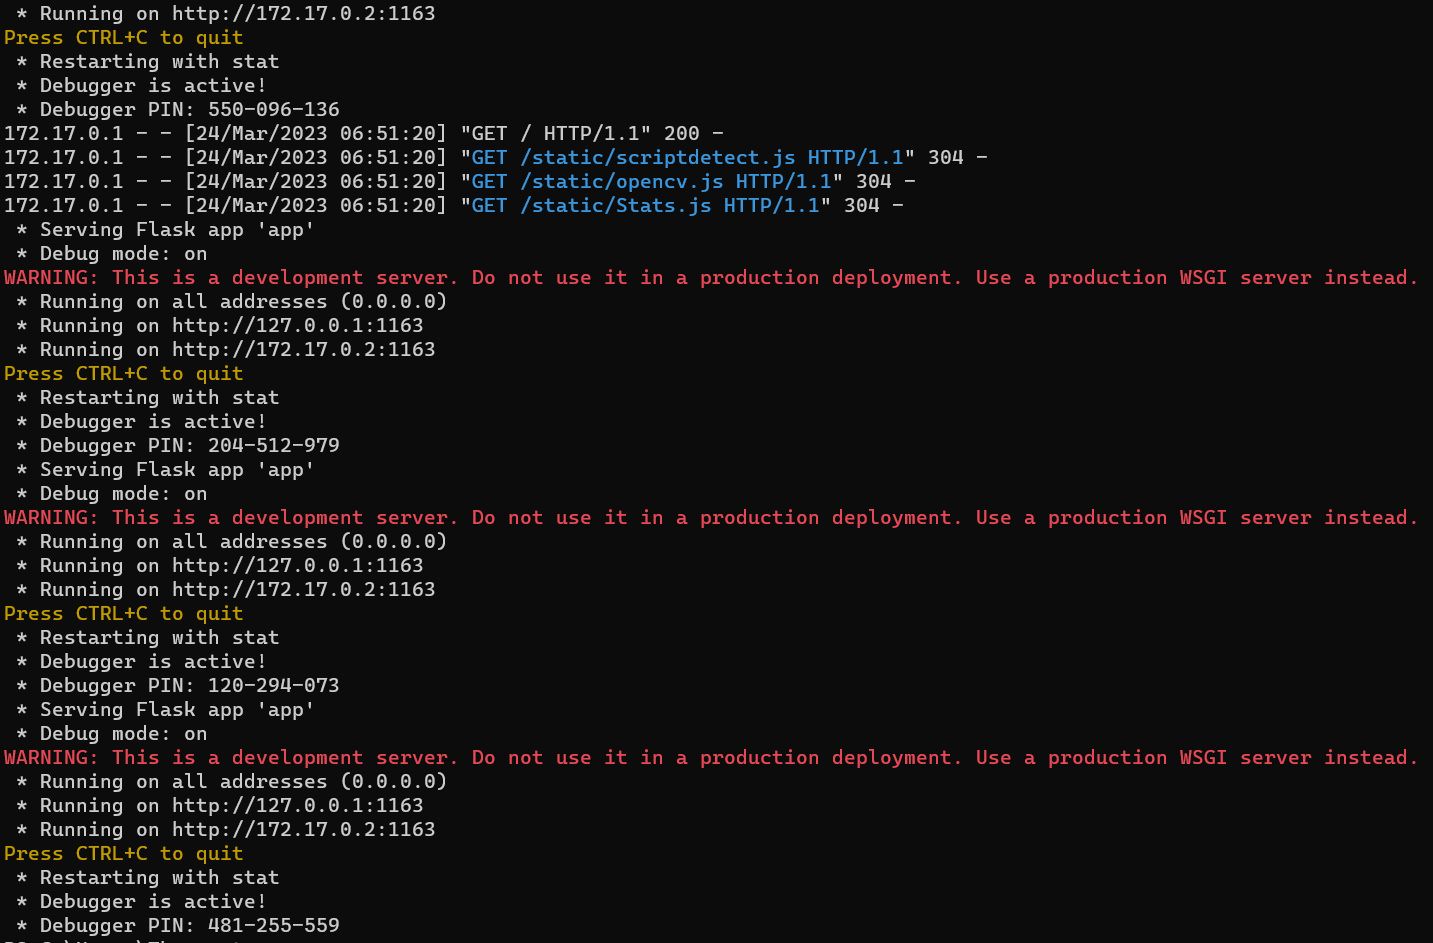 * Running on http://172.17.0.2:1163
Press CTRL+C to quit
 * Restarting with stat
 * Debugger is active!
 * Debugger PIN: 550-096-136
172.17.0.1 - - [24/Mar/2023 06:51:20] "GET / HTTP/1.1" 200 -
172.17.0.1 - - [24/Mar/2023 06:51:20] "GET /static/scriptdetect.js HTTP/1.1" 304 -
172.17.0.1 - - [24/Mar/2023 06:51:20] "GET /static/opencv.js HTTP/1.1" 304 -
172.17.0.1 - - [24/Mar/2023 06:51:20] "GET /static/Stats.js HTTP/1.1" 304 -
 * Serving Flask app 'app'
 * Debug mode: on
WARNING: This is a development server. Do not use it in a production deployment. Use a production WSGI server instead.
 * Running on all addresses (0.0.0.0)
 * Running on http://127.0.0.1:1163
 * Running on http://172.17.0.2:1163
Press CTRL+C to quit
 * Restarting with stat
 * Debugger is active!
 * Debugger PIN: 204-512-979
 * Serving Flask app 'app'
 * Debug mode: on
WARNING: This is a development server. Do not use it in a production deployment. Use a production WSGI server instead.
 * Running on all addresses (0.0.0.0)
 * Running on http://127.0.0.1:1163
 * Running on http://172.17.0.2:1163
Press CTRL+C to quit
 * Restarting with stat
 * Debugger is active!
 * Debugger PIN: 120-294-073
 * Serving Flask app 'app'
 * Debug mode: on
WARNING: This is a development server. Do not use it in a production deployment. Use a production WSGI server instead.
 * Running on all addresses (0.0.0.0)
 * Running on http://127.0.0.1:1163
 * Running on http://172.17.0.2:1163
Press CTRL+C to quit
 * Restarting with stat
 * Debugger is active!
 * Debugger PIN: 481-255-559